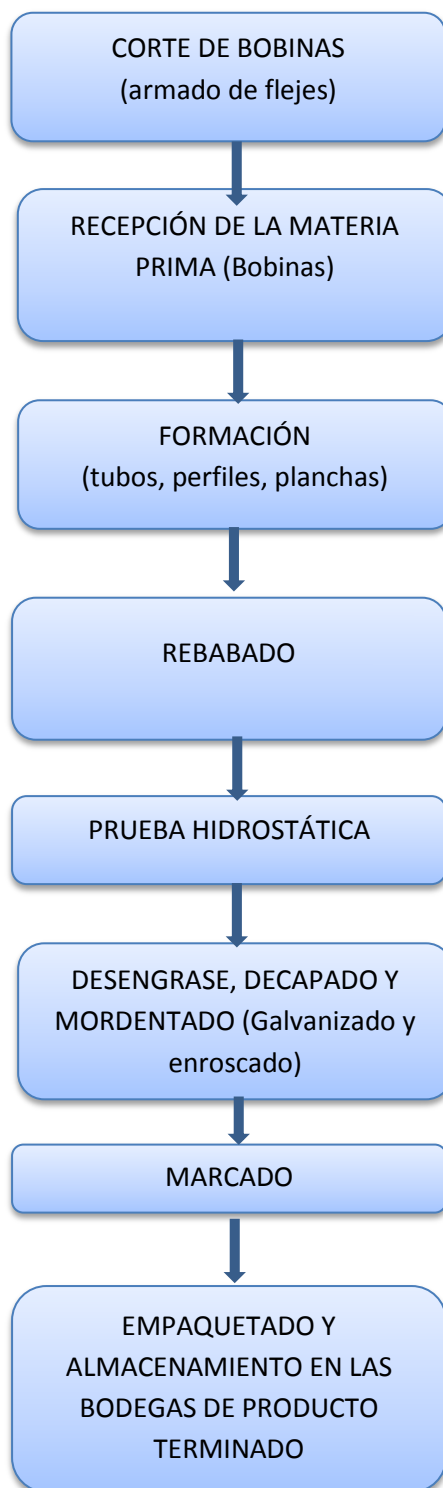 CORTE DE BOBINAS
(armado de flejes)
RECEPCIÓN DE LA MATERIA
PRIMA (Bobinas)
FORMACIÓN
(tubos, perfiles, planchas)
REBABADO
PRUEBA HIDROSTÁTICA
DESENGRASE, DECAPADO Y
MORDENTADO (Galvanizado y
enroscado)
MARCADO
EMPAQUETADO Y
ALMACENAMIENTO EN LAS
BODEGAS DE PRODUCTO
TERMINADO